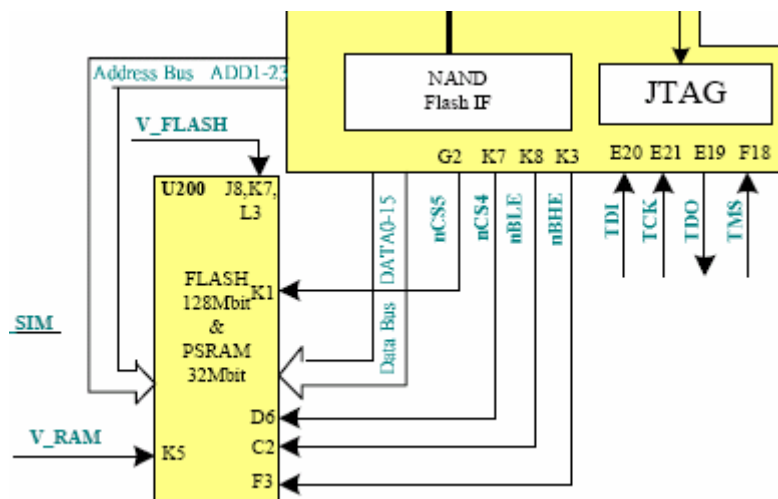 Address Bus ADD1-23
NAND
Flash IF
JTAG
V_FLASH
G2 K7 K8 K3
E20 E21 E19 F18
U200 J8,K7,
L3
nCS5
nCS4
nBLE
nBHE
TDI
TCK
TDO
TMS
Data Bus DATA0-15
FLASH
128Mbit
&
PSRAM
32Mbit
K1
SIM
D6
C2
F3
V_RAM
K5